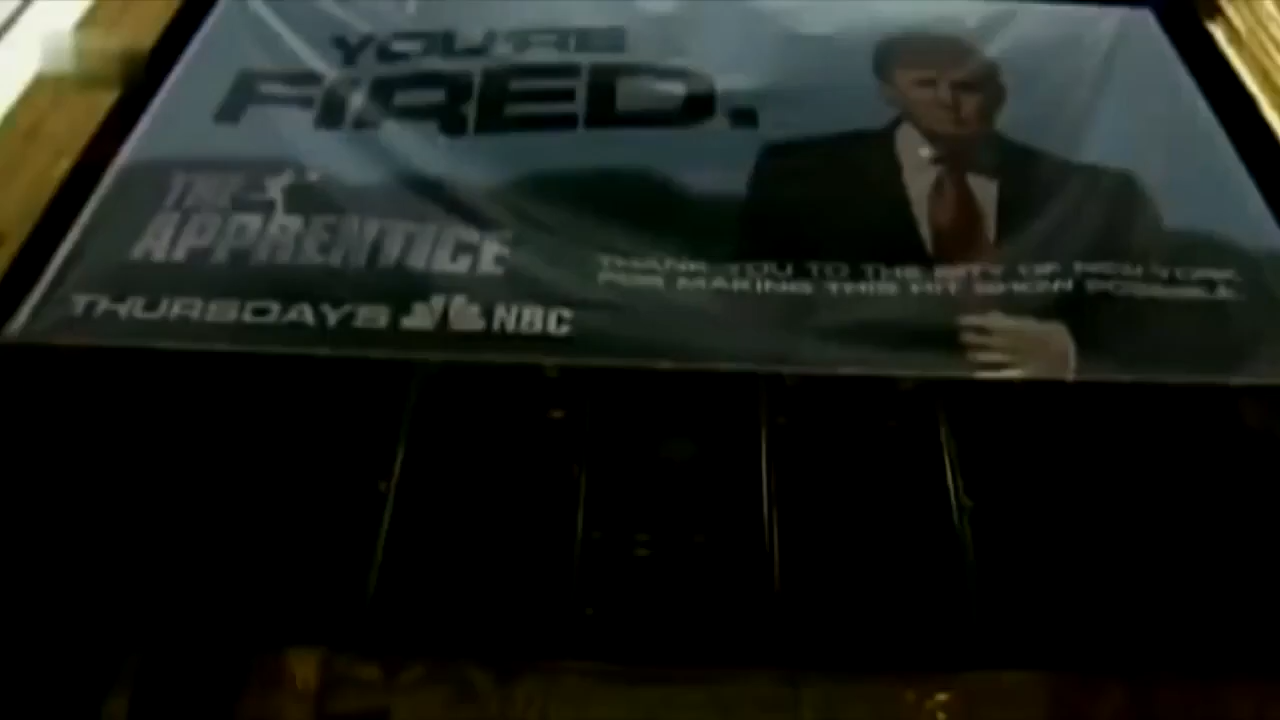 YOU'RE
FIRED.
THE
APPRENTICE
THURSDAYS NBC
THANK YOU TO THE CITY OF NEW YORK
FOR MAKING THIS HIT SHOW POSSIBLE.